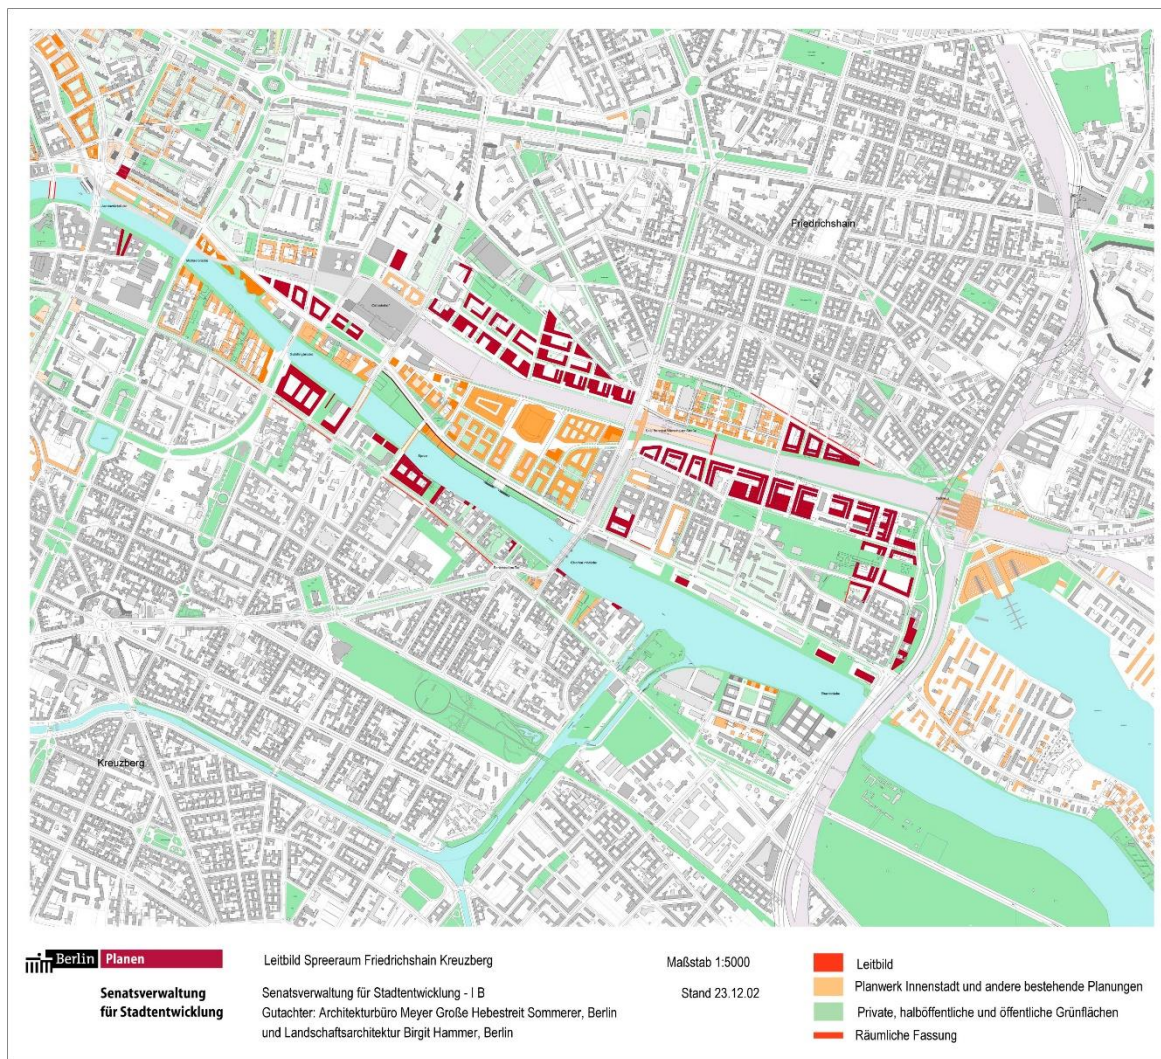 Friedrichshain
Kreuzberg
Berlin Planen
Senatsverwaltung
für Stadtentwicklung
Leitbild Spreeraum Friedrichshain Kreuzberg
Senatsverwaltung für Stadtentwicklung - I B
Gutachter: Architekturbüro Meyer Große Hebestreit Sommerer, Berlin
und Landschaftsarchitektur Birgit Hammer, Berlin
Maßstab 1:5000
Stand 23.12.02
Leitbild
Planwerk Innenstadt und andere bestehende Planungen
Private, halböffentliche und öffentliche Grünflächen
Räumliche Fassung